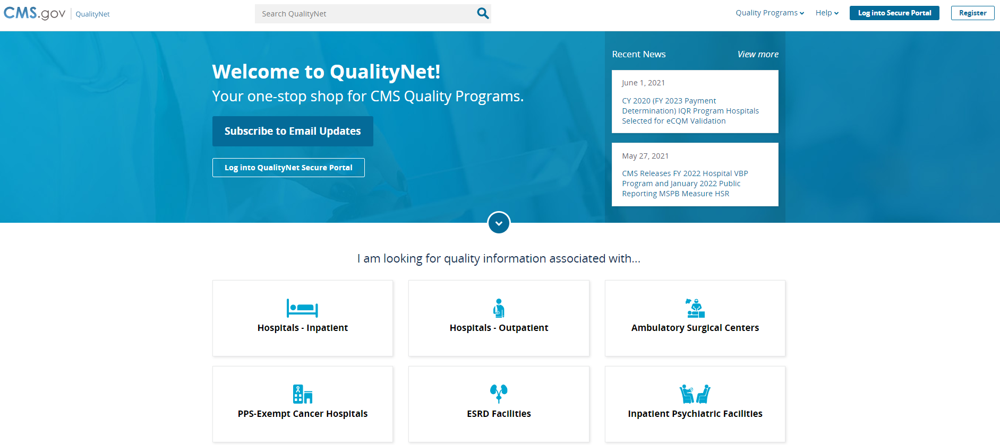 CMS.gov QualityNet
Search QualityNet
Quality Programs Help Log into Secure Portal Register
Welcome to QualityNet!
Your one-stop shop for CMS Quality Programs.
Subscribe to Email Updates
Log into QualityNet Secure Portal
Recent News View more
June 1, 2021
CY 2020 (FY 2023 Payment
Determination) IQR Program Hospitals
Selected for eCQM Validation
May 27, 2021
CMS Releases FY 2022 Hospital VBP
Program and January 2022 Public
Reporting MSPB Measure HSR
I am looking for quality information associated with...
Hospitals - Inpatient
Hospitals - Outpatient
Ambulatory Surgical Centers
PPS-Exempt Cancer Hospitals
ESRD Facilities
Inpatient Psychiatric Facilities